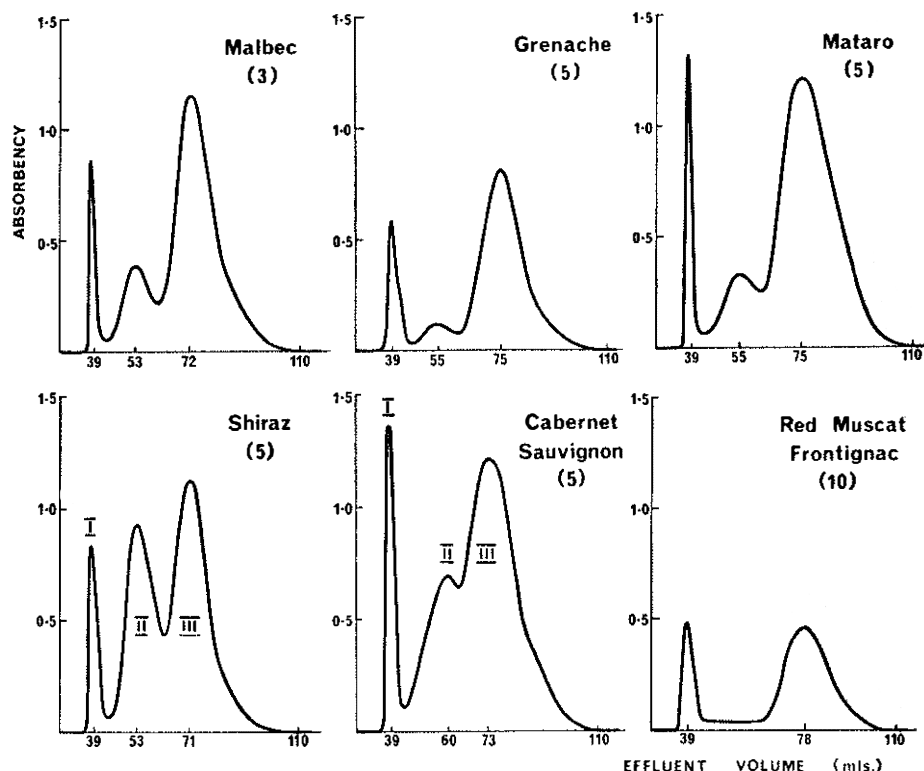 1·5
Malbec
(3)
1·0
0·5
39 53 72 110
ABSORBENCY
1·5
Grenache
(5)
1·0
0·5
39 55 75 110
1·5
Mataro
(5)
1·0
0·5
39 55 75 110
1·5
Shiraz
(5)
1·0
I
II III
0·5
39 53 71 110
1·5
I
Cabernet
Sauvignon
(5)
1·0
II III
0·5
39 60 73 110
1·5
Red Muscat
Frontignac
(10)
1·0
0·5
39 78 110
EFFLUENT VOLUME (mls.)